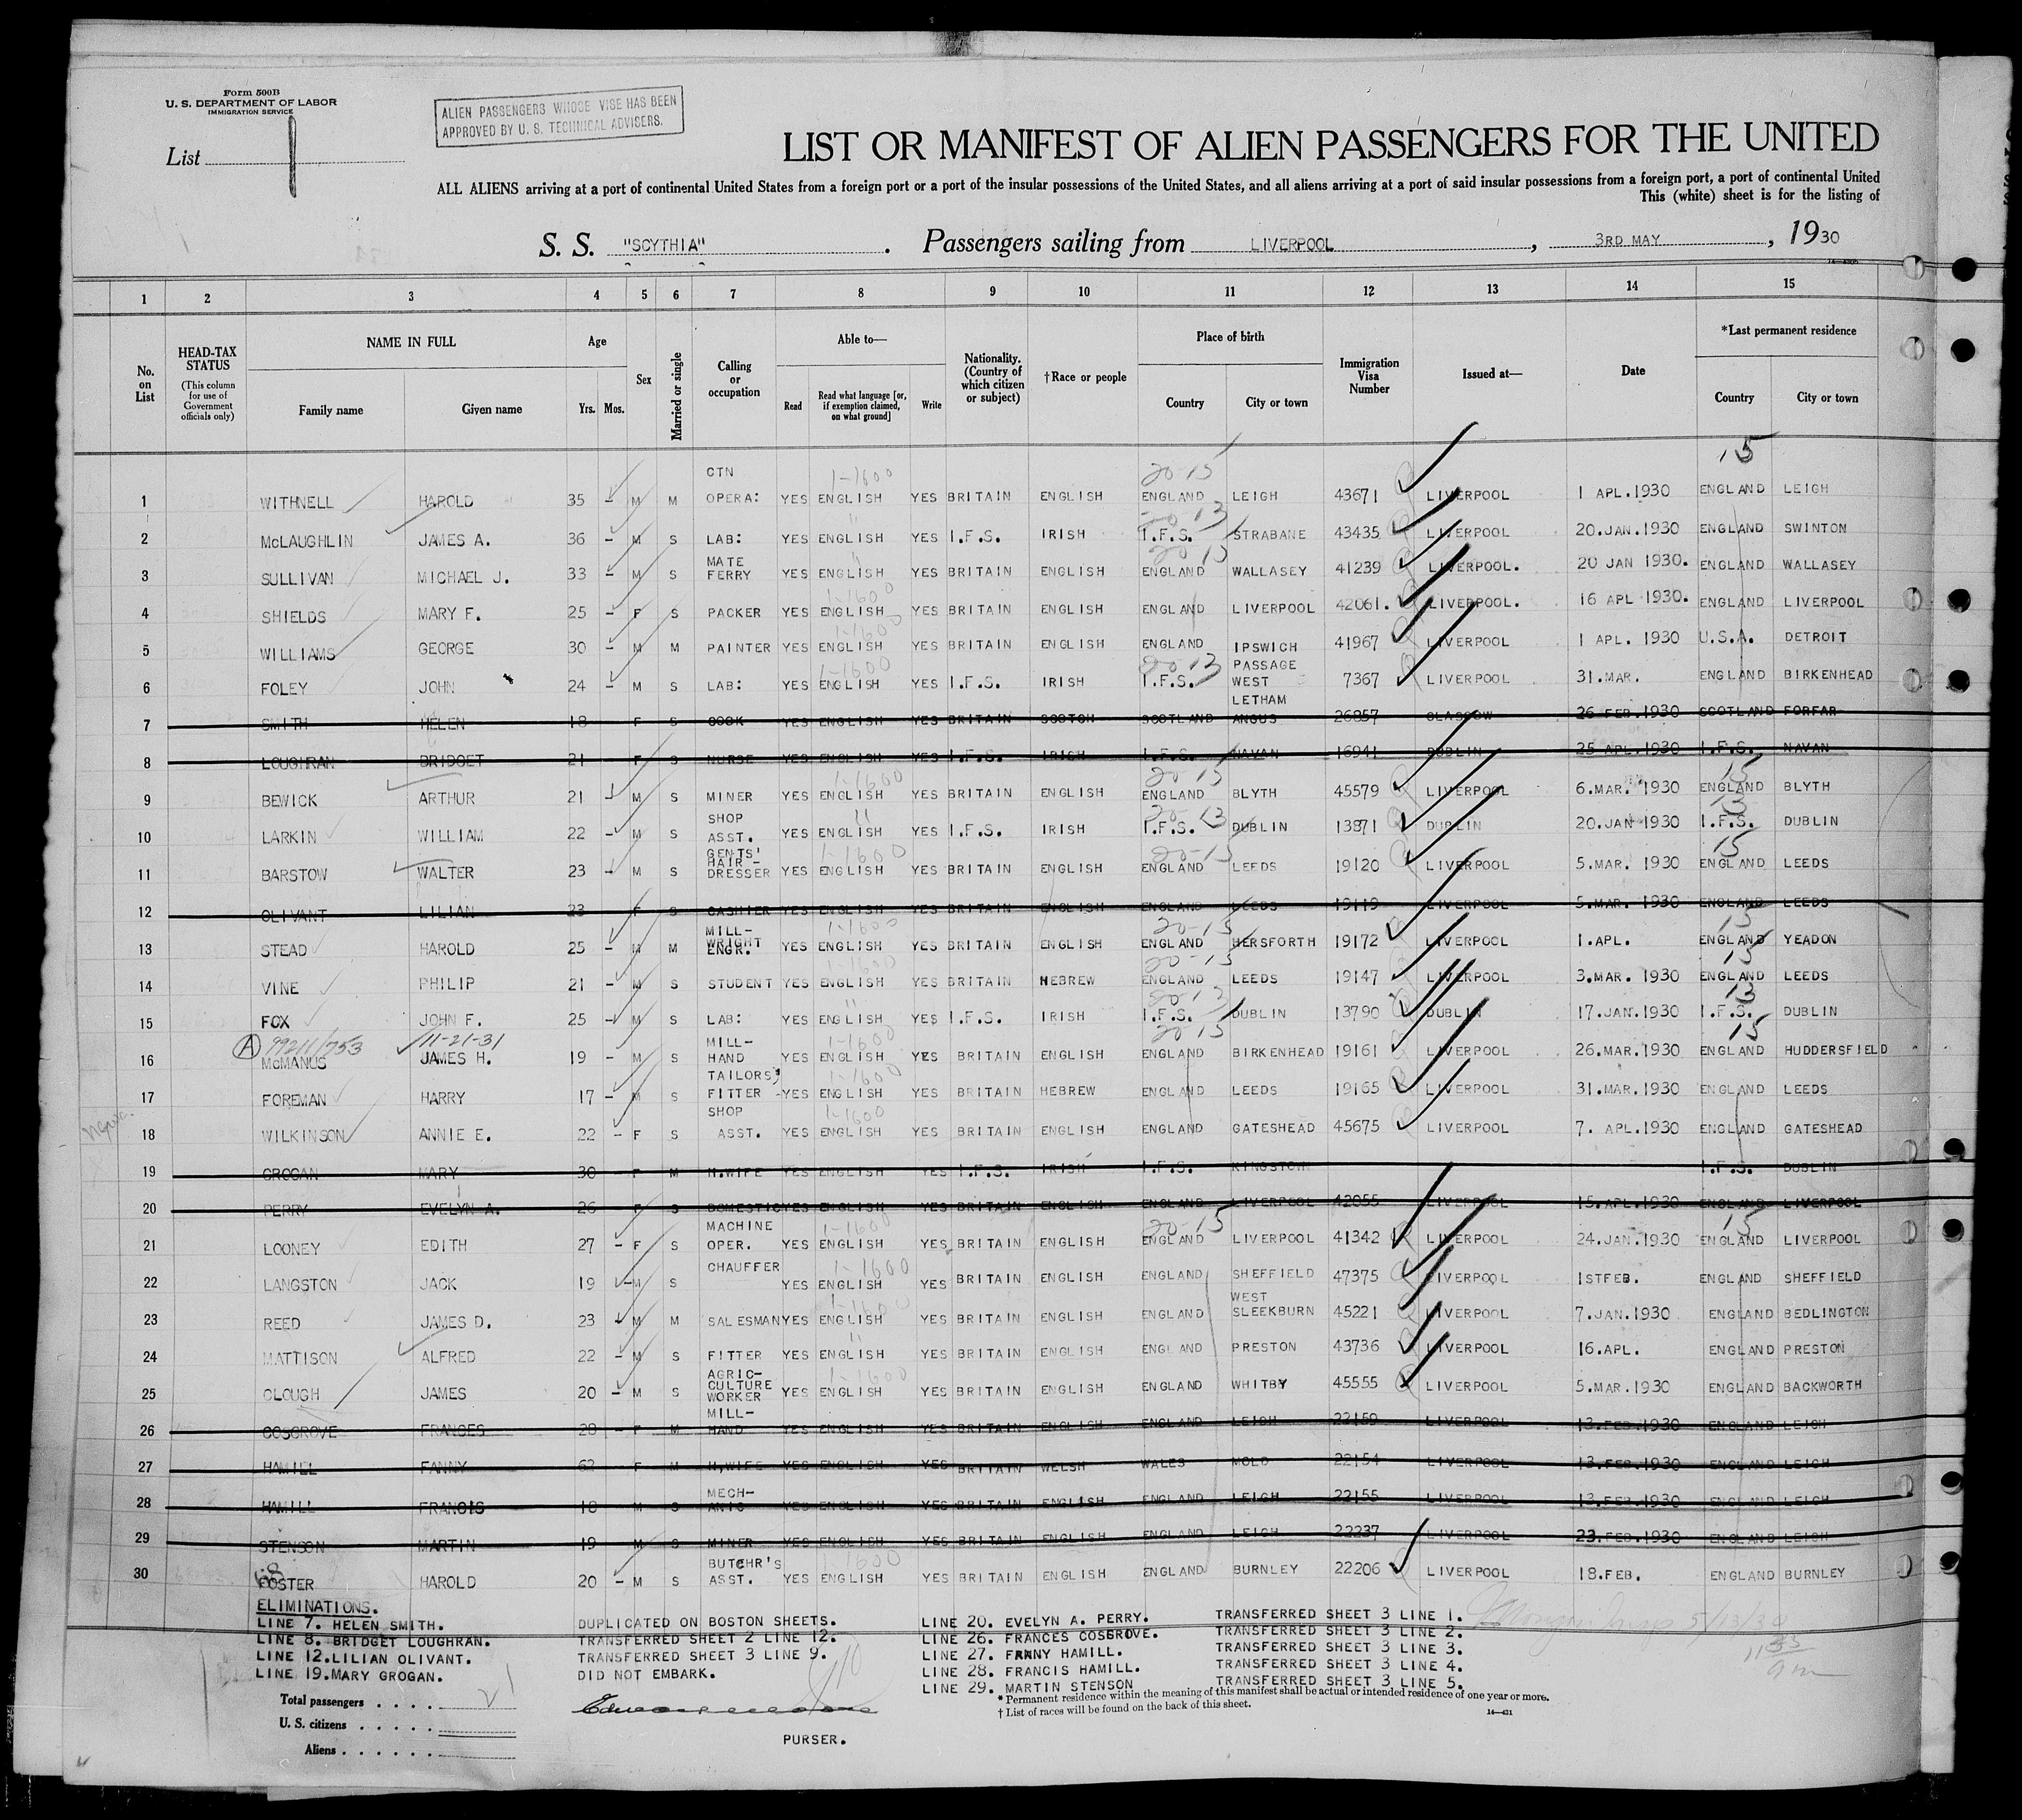 Form 500B
U. S. DEPARTMENT OF LABOR
IMMIGRATION SERVICE
List 1
ALIEN PASSENGERS WHOSE VISE HAS BEEN
APPROVED BY U. S. TECHNICAL ADVISERS.
LIST OR MANIFEST OF ALIEN PASSENGERS FOR THE UNITED
ALL ALIENS arriving at a port of continental United States from a foreign port or a port of the insular possessions of the United States, and all aliens arriving at a port of said insular possessions from a foreign port, a port of continental United
This (white) sheet is for the listing of
S. S. "SCYTHIA". Passengers sailing from LIVERPOOL, 3RD MAY, 1930
1 2 3 4 5 6 7 8 9 10 11 12 13 14 15
No. on List
HEAD-TAX STATUS (This column for use of Government officials only)
NAME IN FULL Family name Given name
Age Yrs. Mos.
Sex
Married or single
Calling or occupation
Able to— Read Read what language [or, if exemption claimed, on what ground] Write
Nationality. (Country of which citizen or subject)
†Race or people
Place of birth Country City or town
Immigration Visa Number
Issued at—
Date
*Last permanent residence Country City or town
1 WITHNELL HAROLD 35 - M M CTN OPERA: YES ENGLISH YES BRITAIN ENGLISH ENGLAND LEIGH 43671 LIVERPOOL 1 APL.1930 ENGLAND LEIGH
2 McLAUGHLIN JAMES A. 36 - M S LAB: YES ENGLISH YES I.F.S. IRISH I.F.S. STRABANE 43435 LIVERPOOL 20.JAN.1930 ENGLAND SWINTON
3 SULLIVAN MICHAEL J. 33 - M S MATE FERRY YES ENGLISH YES BRITAIN ENGLISH ENGLAND WALLASEY 41239 LIVERPOOL. 20 JAN 1930. ENGLAND WALLASEY
4 SHIELDS MARY F. 25 - F S PACKER YES ENGLISH YES BRITAIN ENGLISH ENGLAND LIVERPOOL 42061. LIVERPOOL. 16 APL 1930. ENGLAND LIVERPOOL
5 WILLIAMS GEORGE 30 - M M PAINTER YES ENGLISH YES BRITAIN ENGLISH ENGLAND IPSWICH 41967 LIVERPOOL 1 APL. 1930 U.S.A. DETROIT
6 FOLEY JOHN 24 - M S LAB: YES ENGLISH YES I.F.S. IRISH I.F.S. PASSAGE WEST 7367 LIVERPOOL 31.MAR. ENGLAND BIRKENHEAD
7 SMITH HELEN 18 F S COOK YES ENGLISH YES BRITAIN SCOTCH SCOTLAND LETHAM ANGUS 26857 GLASGOW 26 FEB.1930 SCOTLAND FORFAR
8 LOUGHRAN BRIDGET 21 F S NURSE YES ENGLISH YES I.F.S. IRISH I.F.S. NAVAN 16941 DUBLIN 25 APL.1930 I.F.S. NAVAN
9 BEWICK ARTHUR 21 - M S MINER YES ENGLISH YES BRITAIN ENGLISH ENGLAND BLYTH 45579 LIVERPOOL 6.MAR. 1930 ENGLAND BLYTH
10 LARKIN WILLIAM 22 - M S SHOP ASST. YES ENGLISH YES I.F.S. IRISH I.F.S. DUBLIN 13871 DUBLIN 20.JAN 1930 I.F.S. DUBLIN
11 BARSTOW WALTER 23 - M S GENTS' HAIR- DRESSER YES ENGLISH YES BRITAIN ENGLISH ENGLAND LEEDS 19120 LIVERPOOL 5.MAR. 1930 ENGLAND LEEDS
12 OLIVANT LILIAN 23 F S CASHIER YES ENGLISH YES BRITAIN ENGLISH ENGLAND LEEDS 19119 LIVERPOOL 5.MAR. 1930 ENGLAND LEEDS
13 STEAD HAROLD 25 - M M MILL- WRIGHT ENGR. YES ENGLISH YES BRITAIN ENGLISH ENGLAND HERSFORTH 19172 LIVERPOOL 1.APL. ENGLAND YEADON
14 VINE PHILIP 21 - M S STUDENT YES ENGLISH YES BRITAIN HEBREW ENGLAND LEEDS 19147 LIVERPOOL 3.MAR. 1930 ENGLAND LEEDS
15 FOX JOHN F. 25 - M S LAB: YES ENGLISH YES I.F.S. IRISH I.F.S. DUBLIN 13790 DUBLIN 17.JAN.1930 I.F.S. DUBLIN
(A) 99211/753 11-21-31
16 McMANUS JAMES H. 19 - M S MILL- HAND YES ENGLISH YES BRITAIN ENGLISH ENGLAND BIRKENHEAD 19161 LIVERPOOL 26.MAR.1930 ENGLAND HUDDERSFIELD
17 FOREMAN HARRY 17 - M S TAILORS' FITTER YES ENGLISH YES BRITAIN HEBREW ENGLAND LEEDS 19165 LIVERPOOL 31.MAR.1930 ENGLAND LEEDS
18 WILKINSON ANNIE E. 22 - F S SHOP ASST. YES ENGLISH YES BRITAIN ENGLISH ENGLAND GATESHEAD 45675 LIVERPOOL 7. APL.1930 ENGLAND GATESHEAD
19 GROGAN MARY 30 - F M H.WIFE YES ENGLISH YES I.F.S. IRISH I.F.S. KINGSTOWN I.F.S. DUBLIN
20 PERRY EVELYN A. 26 F S DOMESTIC YES ENGLISH YES BRITAIN ENGLISH ENGLAND LIVERPOOL 42055 LIVERPOOL 15.APL.1930 ENGLAND LIVERPOOL
21 LOONEY EDITH 27 - F S MACHINE OPER. YES ENGLISH YES BRITAIN ENGLISH ENGLAND LIVERPOOL 41342 LIVERPOOL 24.JAN.1930 ENGLAND LIVERPOOL
22 LANGSTON JACK 19 - M S CHAUFFER YES ENGLISH YES BRITAIN ENGLISH ENGLAND SHEFFIELD 47375 LIVERPOOL 1STFEB. ENGLAND SHEFFIELD
23 REED JAMES D. 23 - M M SALESMAN YES ENGLISH YES BRITAIN ENGLISH ENGLAND WEST SLEEKBURN 45221 LIVERPOOL 7.JAN.1930 ENGLAND BEDLINGTON
24 MATTISON ALFRED 22 - M S FITTER YES ENGLISH YES BRITAIN ENGLISH ENGLAND PRESTON 43736 LIVERPOOL 16.APL. ENGLAND PRESTON
25 CLOUGH JAMES 20 - M S AGRIC- CULTURE WORKER YES ENGLISH YES BRITAIN ENGLISH ENGLAND WHITBY 45555 LIVERPOOL 5.MAR.1930 ENGLAND BACKWORTH
26 COSGROVE FRANCES 28 - F M MILL- HAND YES ENGLISH YES BRITAIN ENGLISH ENGLAND LEIGH 22159 LIVERPOOL 13.FEB.1930 ENGLAND LEIGH
27 HAMILL FANNY 62 F M H,WIFE YES ENGLISH YES BRITAIN WELSH WALES MOLD 22154 LIVERPOOL 13.FEB.1930 ENGLAND LEIGH
28 HAMILL FRANCIS 18 M S MECH- ANIC YES ENGLISH YES BRITAIN ENGLISH ENGLAND LEIGH 22155 LIVERPOOL 13.FEB.1930 ENGLAND LEIGH
29 STENSON MARTIN 19 M S MINER YES ENGLISH YES BRITAIN ENGLISH ENGLAND LEIGH 22237 LIVERPOOL 23.FEB.1930 ENGLAND LEIGH
30 FOSTER HAROLD 20 - M S BUTCHR'S ASST. YES ENGLISH YES BRITAIN ENGLISH ENGLAND BURNLEY 22206 LIVERPOOL 18.FEB. ENGLAND BURNLEY
ELIMINATIONS.
LINE 7. HELEN SMITH. DUPLICATED ON BOSTON SHEETS.
LINE 8. BRIDGET LOUGHRAN. TRANSFERRED SHEET 2 LINE 12.
LINE 12.LILIAN OLIVANT. TRANSFERRED SHEET 3 LINE 9.
LINE 19.MARY GROGAN. DID NOT EMBARK.
LINE 20. EVELYN A. PERRY. TRANSFERRED SHEET 3 LINE 1.
LINE 26. FRANCES COSGROVE. TRANSFERRED SHEET 3 LINE 2.
LINE 27. FANNY HAMILL. TRANSFERRED SHEET 3 LINE 3.
LINE 28. FRANCIS HAMILL. TRANSFERRED SHEET 3 LINE 4.
LINE 29. MARTIN STENSON TRANSFERRED SHEET 3 LINE 5.
Total passengers
U. S. citizens
Aliens
PURSER.
* Permanent residence within the meaning of this manifest shall be actual or intended residence of one year or more.
† List of races will be found on the back of this sheet.
14—431